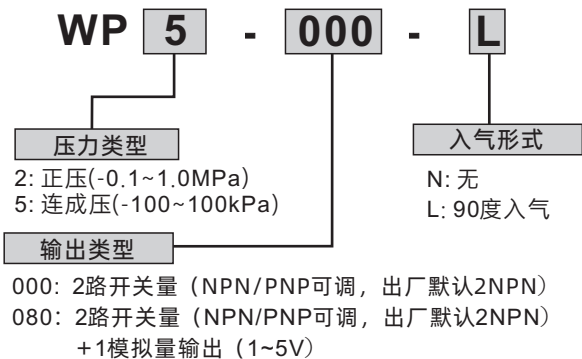 WP 5 - 000 - L
压力类型
入气形式
2: 正压(-0.1~1.0MPa)
5: 连成压(-100~100kPa)
N: 无
L: 90度入气
输出类型
000: 2路开关量（NPN/PNP可调，出厂默认2NPN）
080: 2路开关量（NPN/PNP可调，出厂默认2NPN）
+1模拟量输出（1~5V）